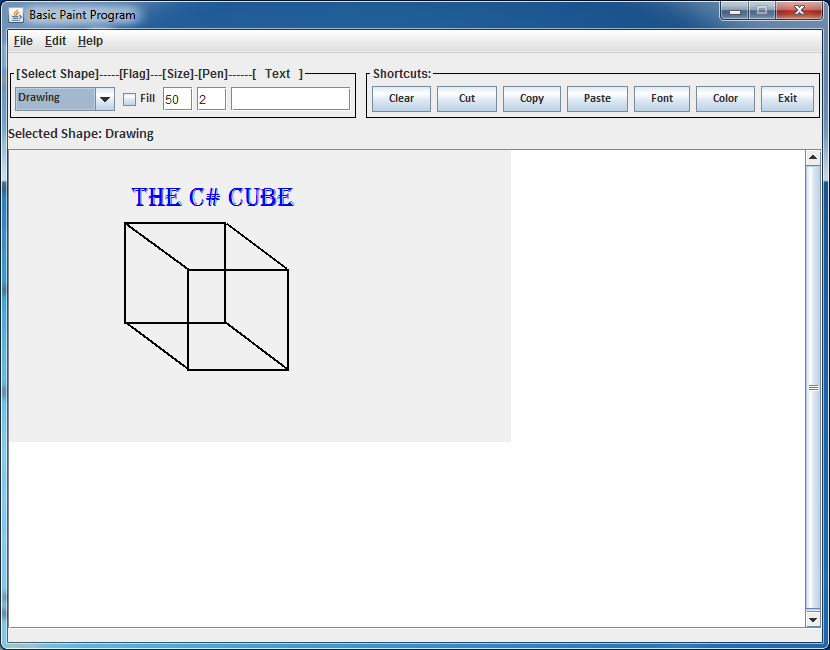 Basic Paint Program
File Edit Help
[Select Shape]-----[Flag]---[Size]-[Pen]------[ Text ] Shortcuts:
Drawing Fill 50 2 Clear Cut Copy Paste Font Color Exit
Selected Shape: Drawing
THE C# CUBE